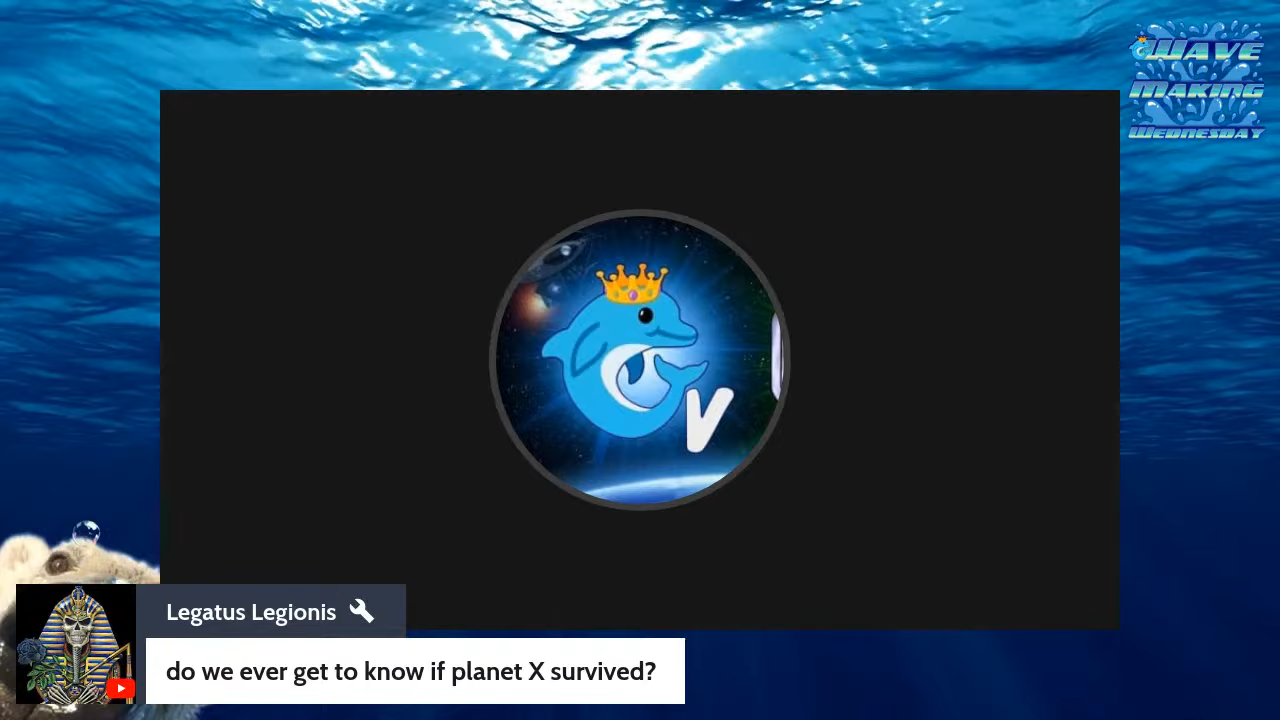 WAVE
MAKING
WEDNESDAY
V
Legatus Legionis
do we ever get to know if planet X survived?